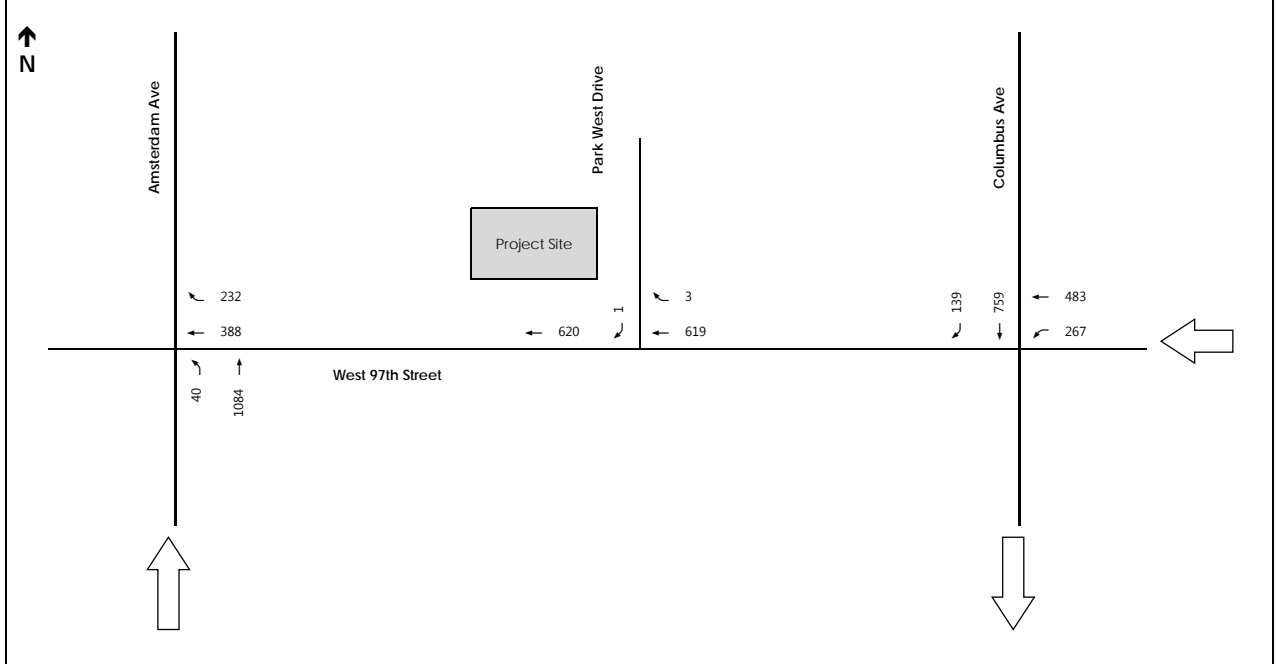 N
Amsterdam Ave
Park West Drive
Columbus Ave
Project Site
232
388
620
1
3
619
139
759
483
267
40
1084
West 97th Street